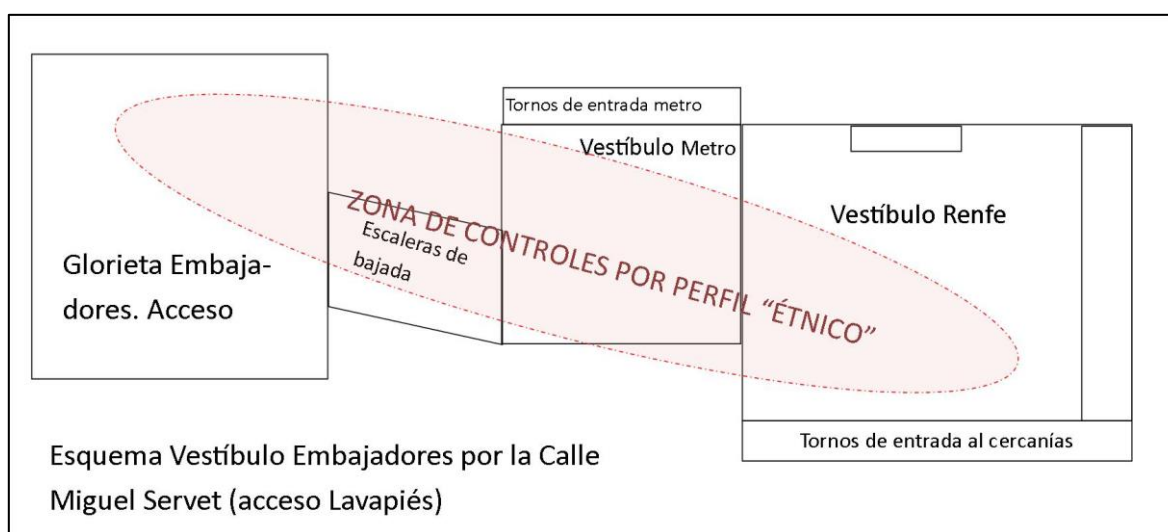 Tornos de entrada metro
Vestíbulo Metro
ZONA DE CONTROLES POR PERFIL “ÉTNICO”
Vestíbulo Renfe
Escaleras de
bajada
Glorieta Embaja-
dores. Acceso
Tornos de entrada al cercanías
Esquema Vestíbulo Embajadores por la Calle
Miguel Servet (acceso Lavapiés)